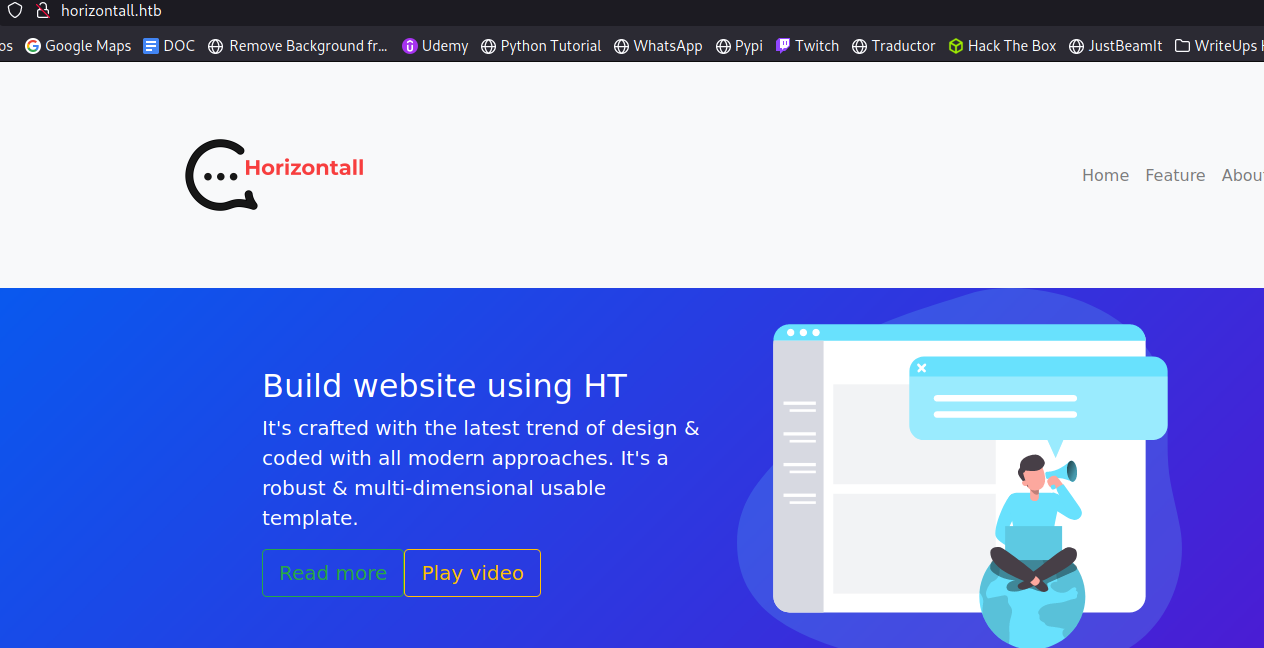 horizontall.htb
os Google Maps DOC Remove Background fr... Udemy Python Tutorial WhatsApp Pypi Twitch Traductor Hack The Box JustBeamIt WriteUps
Horizontall
Home Feature Abou
Build website using HT
It's crafted with the latest trend of design &
coded with all modern approaches. It's a
robust & multi-dimensional usable
template.
Read more Play video